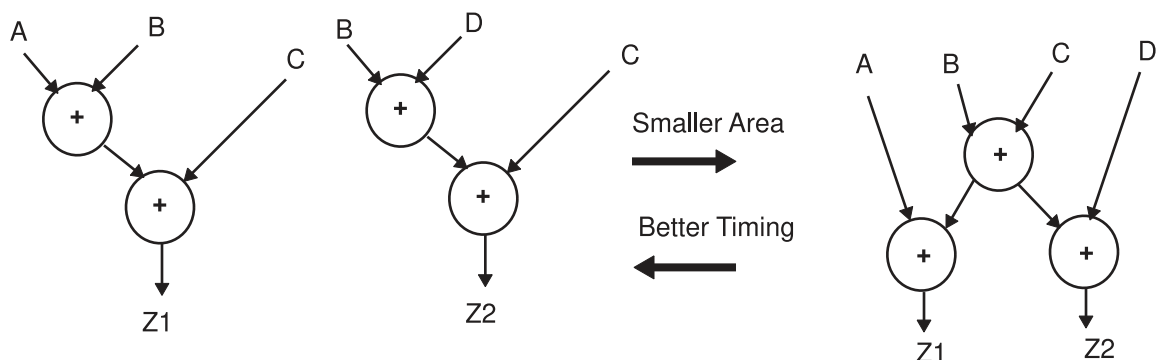 A
B
C
+
+
Z1
B
D
C
+
+
Z2
Smaller Area
Better Timing
A
B
C
D
+
+
+
Z1
Z2